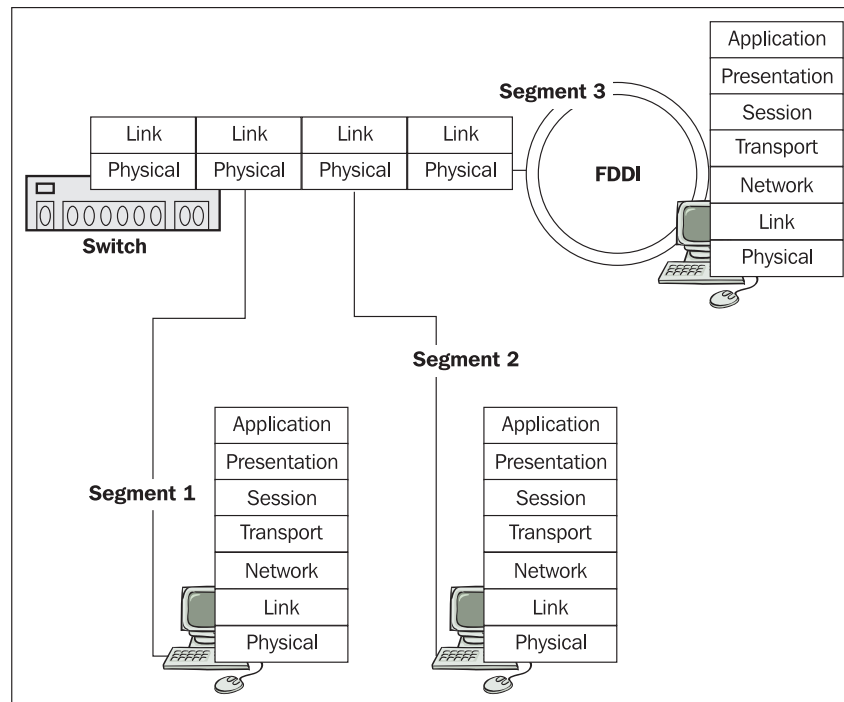 Application
Presentation
Session
Transport
Network
Link
Physical
Segment 3
FDDI
Link Link Link Link
Physical Physical Physical Physical
Switch
Segment 1
Application
Presentation
Session
Transport
Network
Link
Physical
Segment 2
Application
Presentation
Session
Transport
Network
Link
Physical